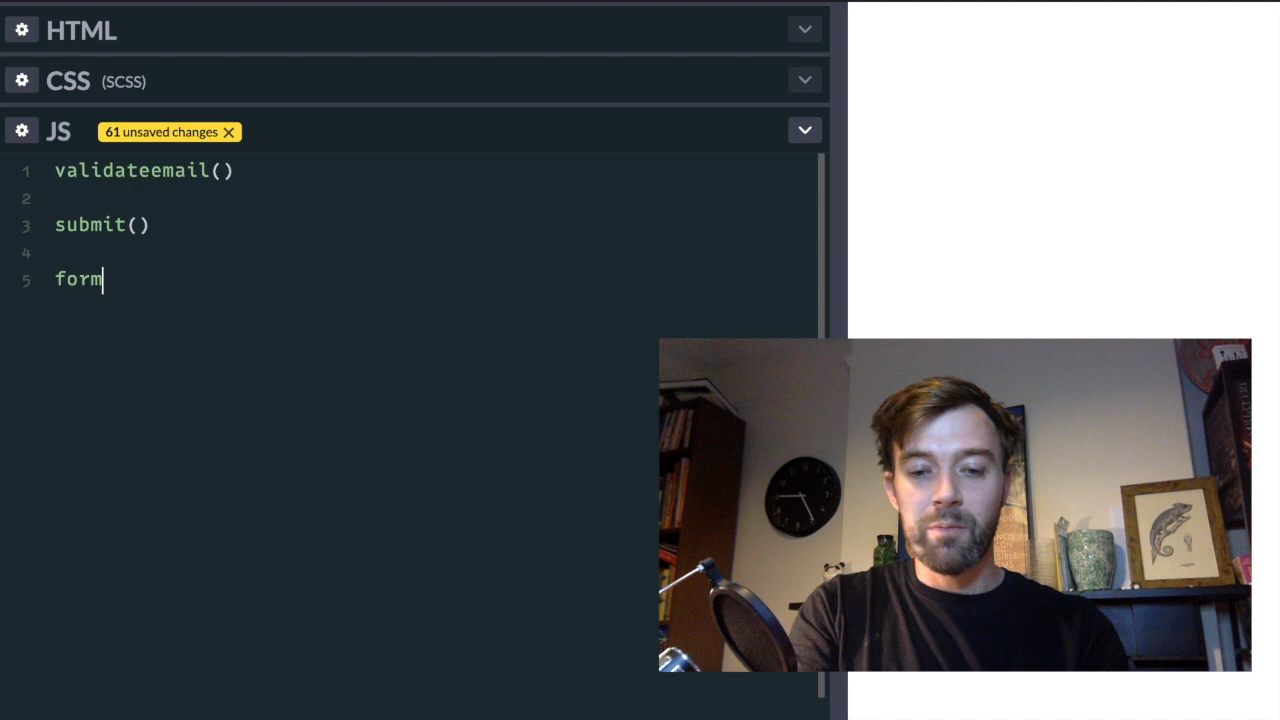 HTML
CSS (SCSS)
JS 61 unsaved changes
1 validateemail()
2
3 submit()
4
5 form